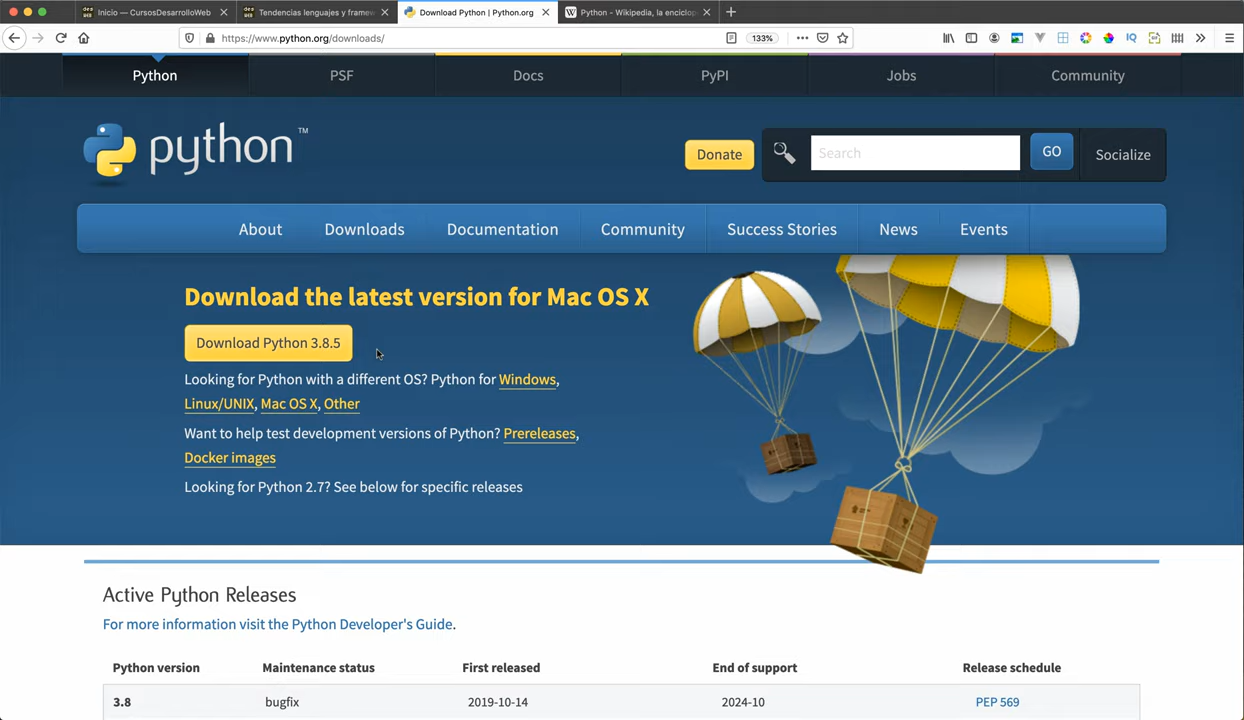 Inicio — CursosDesarrolloWeb
Tendencias lenguajes y framew
Download Python | Python.org
Python - Wikipedia, la enciclop
https://www.python.org/downloads/
133%
Python
PSF
Docs
PyPI
Jobs
Community
python™
Donate
Search
GO
Socialize
About
Downloads
Documentation
Community
Success Stories
News
Events
Download the latest version for Mac OS X
Download Python 3.8.5
Looking for Python with a different OS? Python for Windows,
Linux/UNIX, Mac OS X, Other
Want to help test development versions of Python? Prereleases,
Docker images
Looking for Python 2.7? See below for specific releases
Active Python Releases
For more information visit the Python Developer's Guide.
Python version Maintenance status First released End of support Release schedule
3.8 bugfix 2019-10-14 2024-10 PEP 569